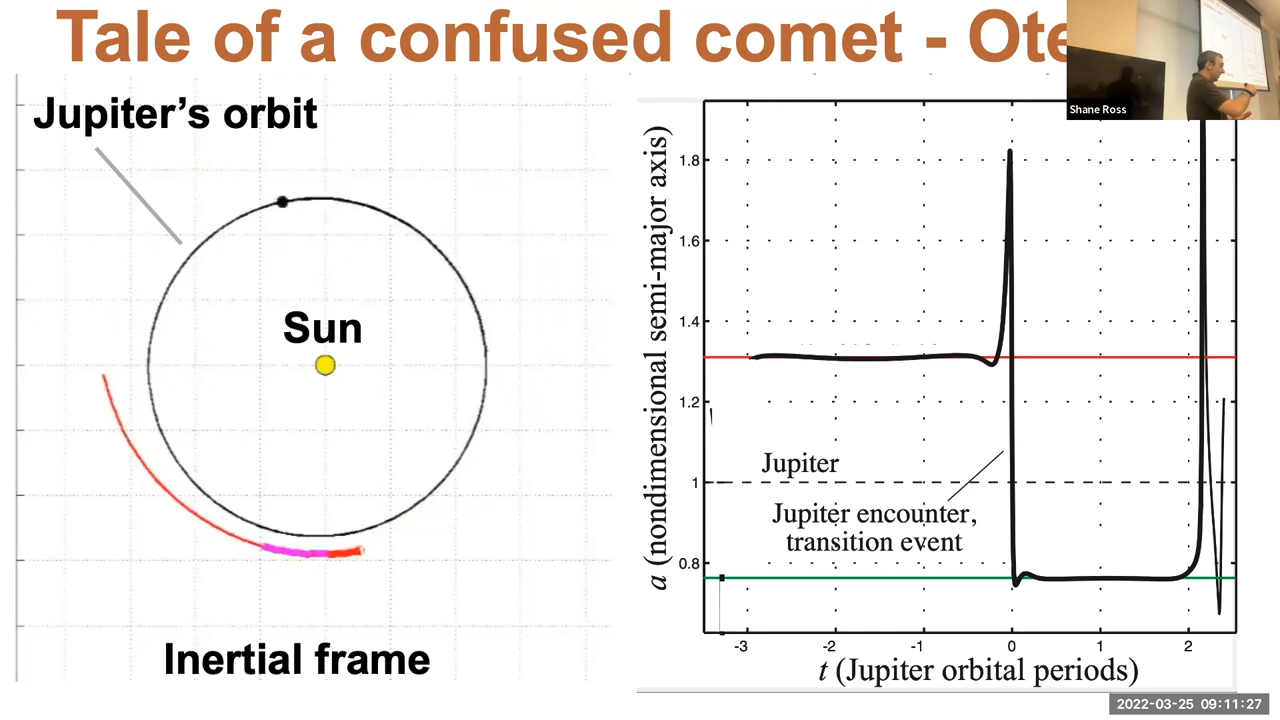 Tale of a confused comet - Ote
Shane Ross
Jupiter's orbit
Sun
Inertial frame
a (nondimensional semi-major axis)
1.8
1.6
1.4
1.2
1
0.8
Jupiter
Jupiter encounter,
transition event
-3 -2 -1 0 1 2
t (Jupiter orbital periods)
2022-03-25 09:11:27